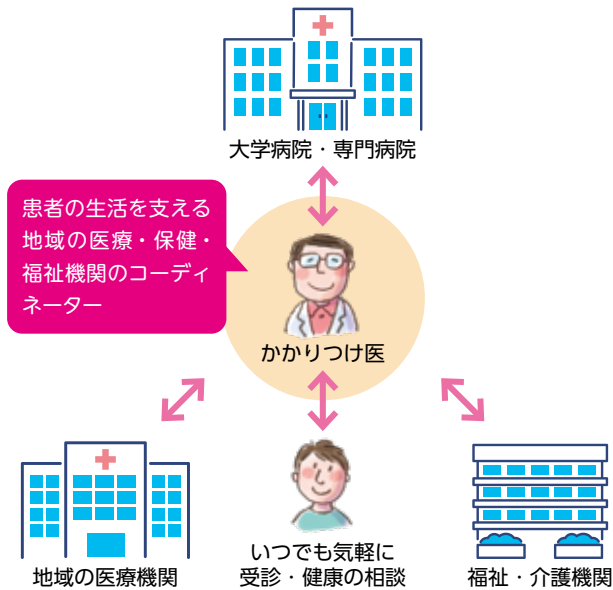 大学病院・専門病院
患者の生活を支える
地域の医療・保健・
福祉機関のコーディ
ネーター
かかりつけ医
地域の医療機関
いつでも気軽に
受診・健康の相談
福祉・介護機関